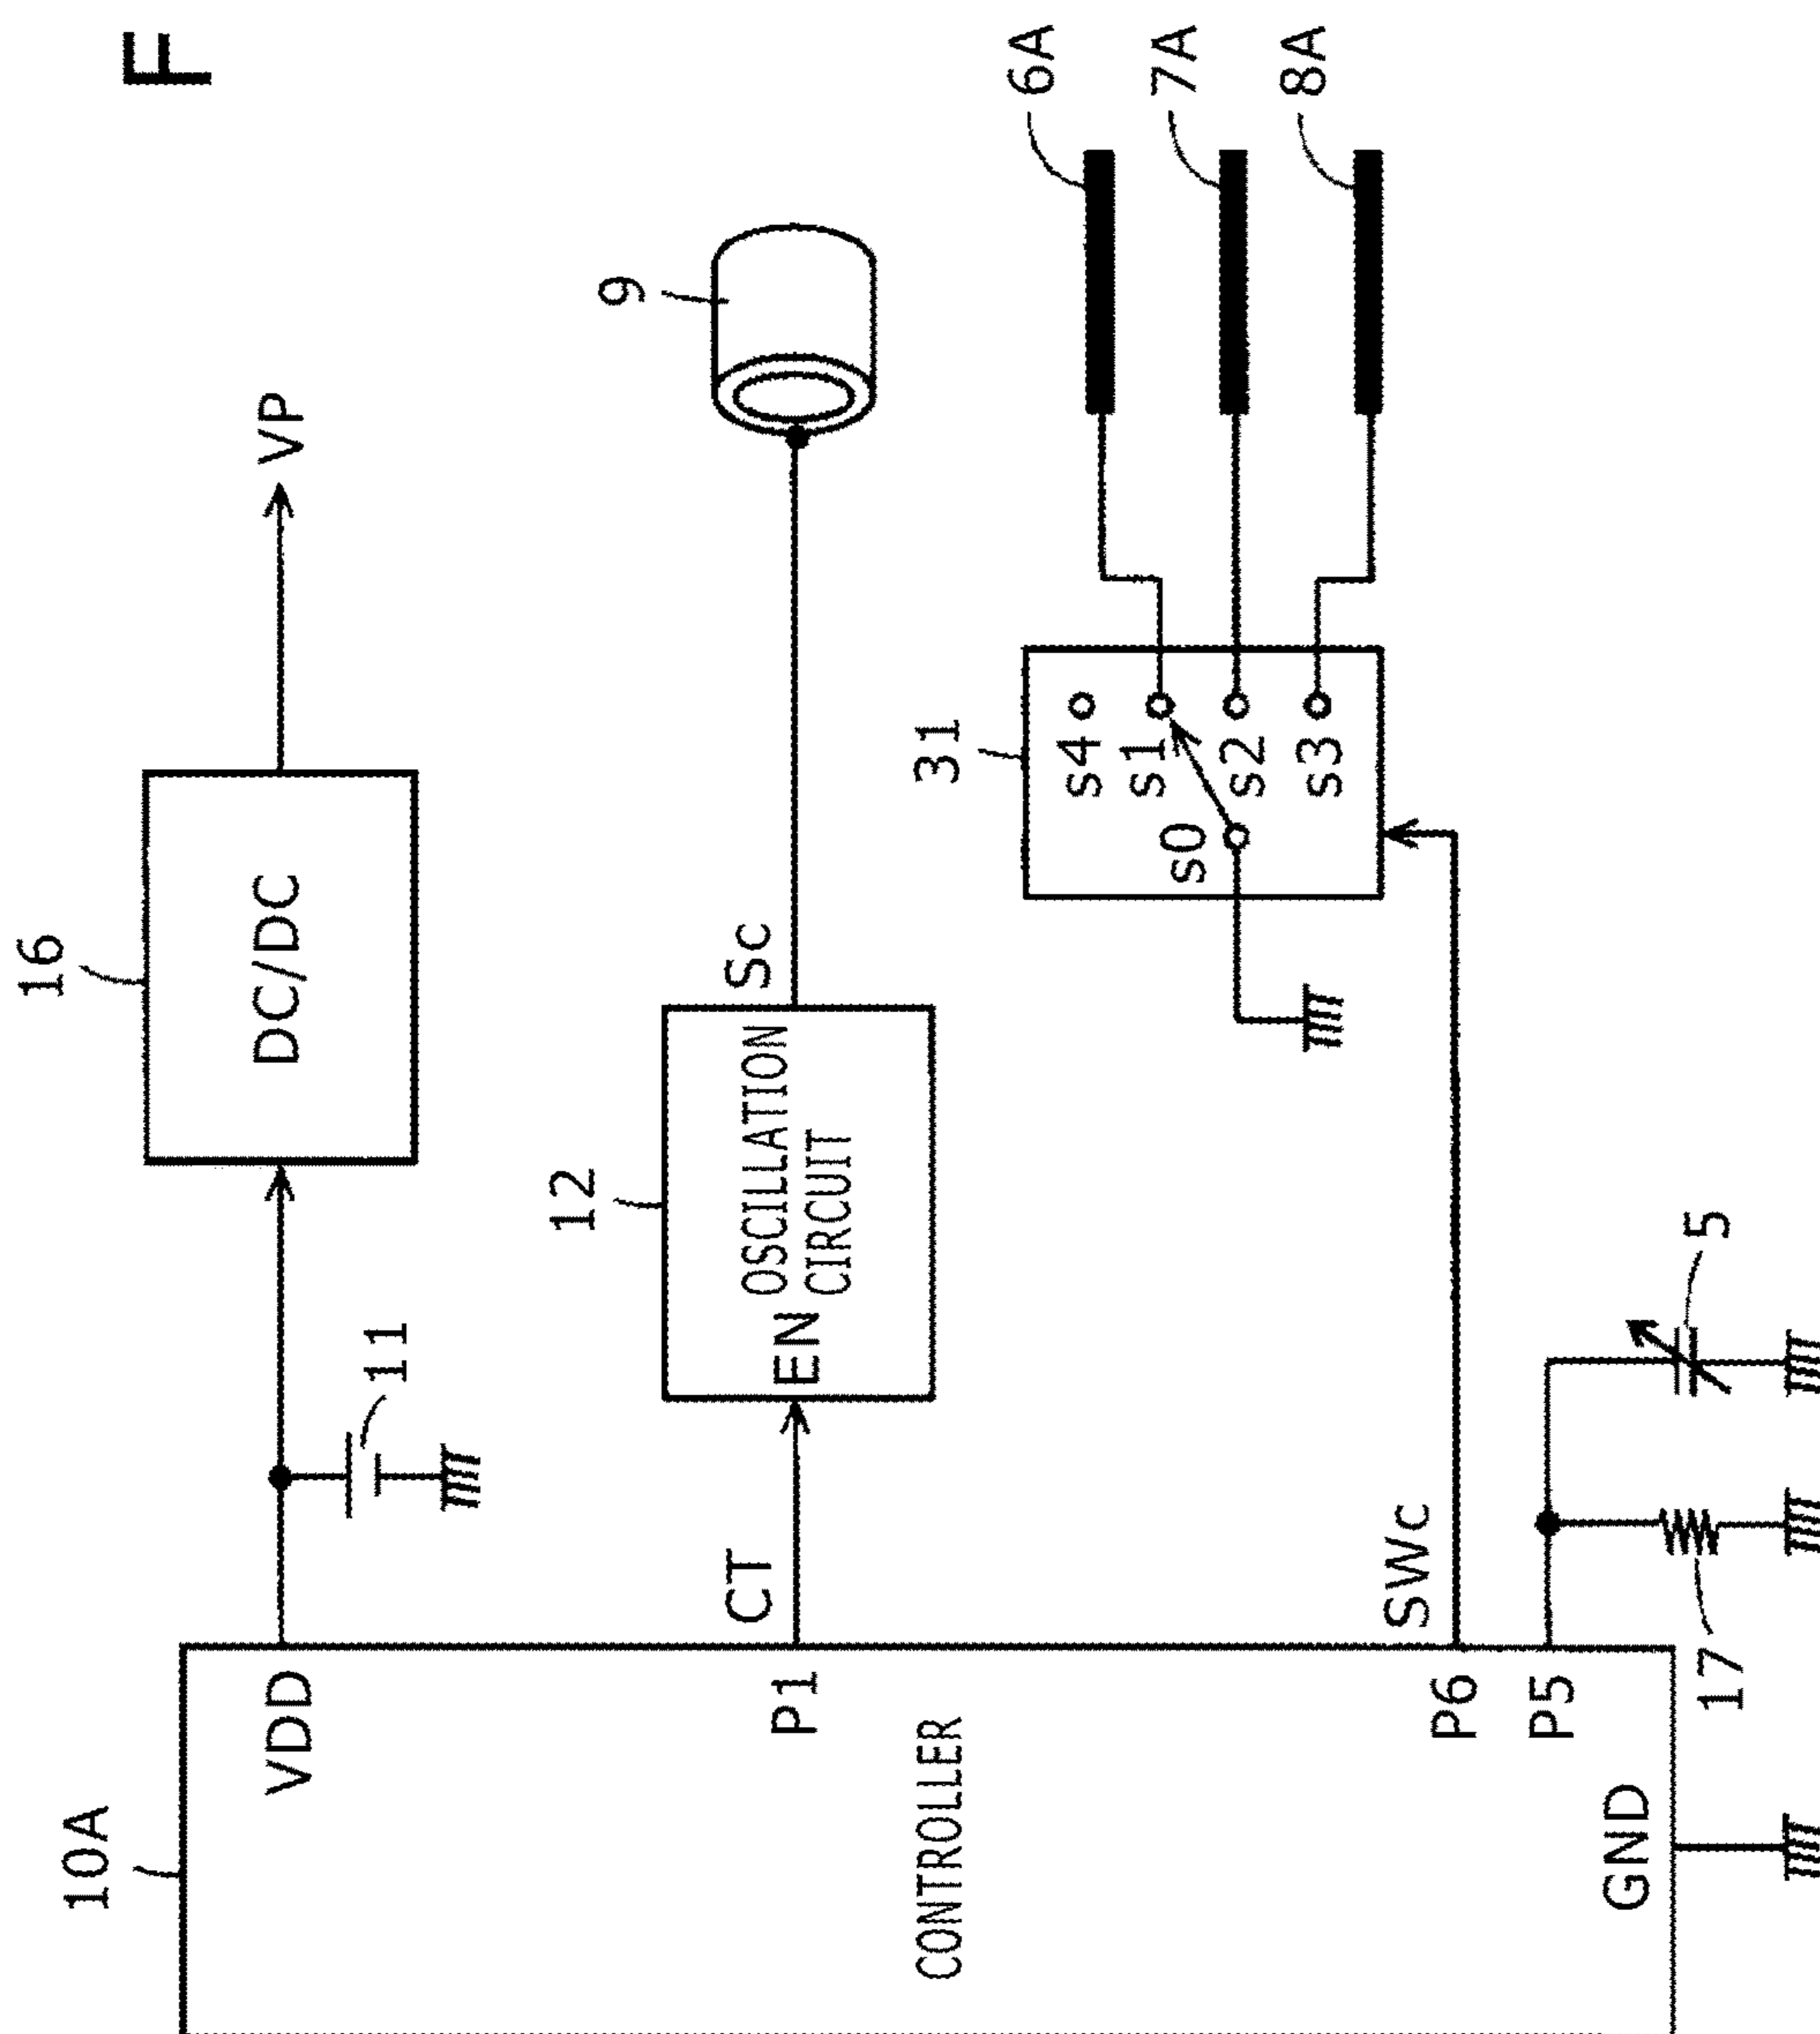 F
16
DC/DC
VP
11
10A
VDD
CT
P1
12
EN
OSCILLATION
CIRCUIT
Sc
9
CONTROLLER
31
s4
s1
s0
s2
s3
6A
7A
8A
SWc
P6
P5
GND
17
5